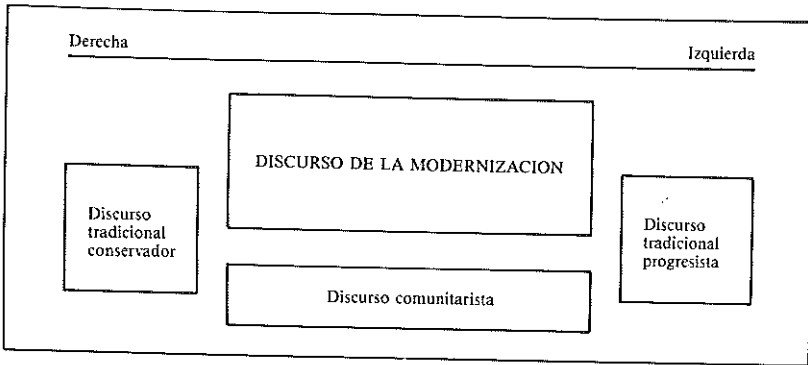 Derecha
Izquierda
DISCURSO DE LA MODERNIZACION
Discurso
tradicional
conservador
Discurso
tradicional
progresista
Discurso comunitarista